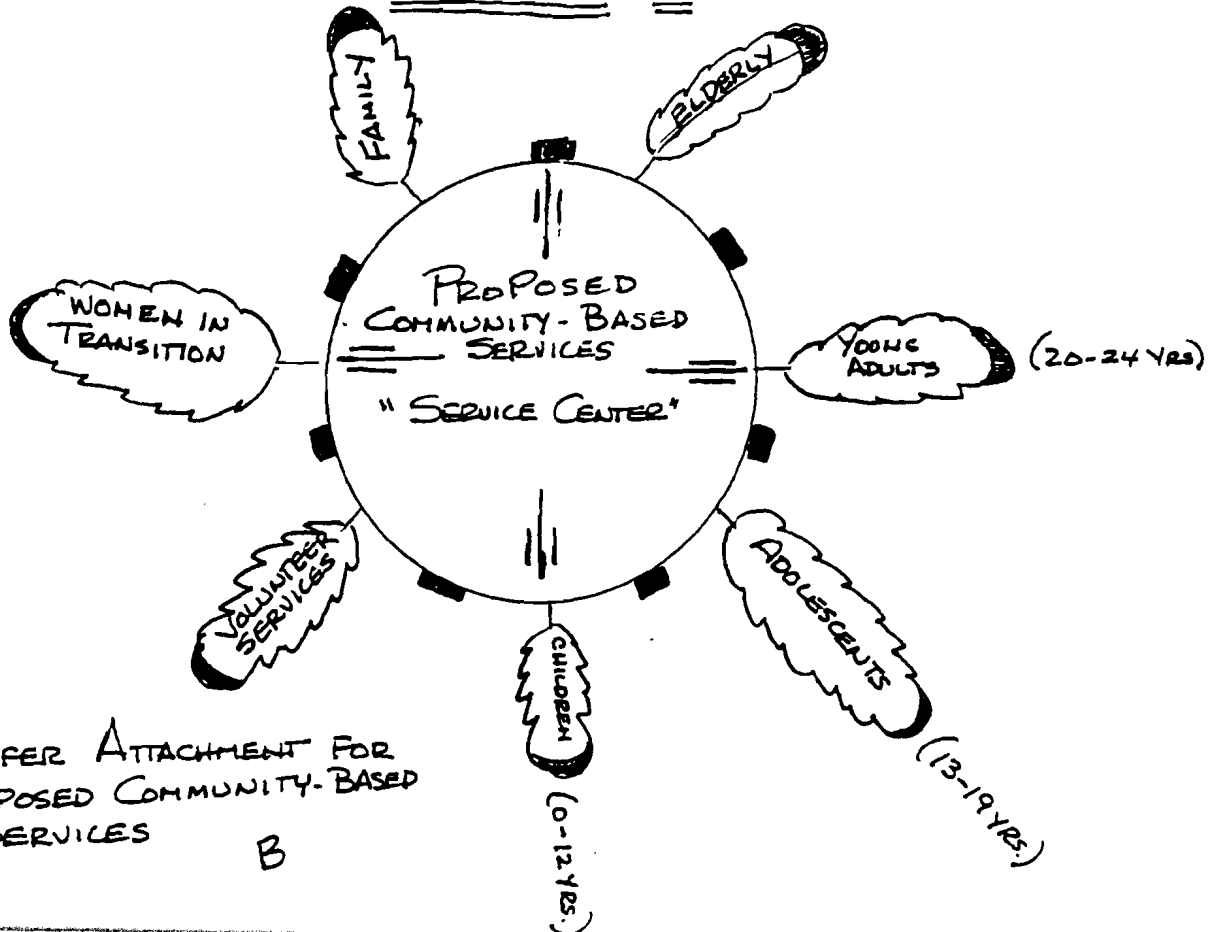 FAMILY
ELDERLY
PROPOSED
COMMUNITY-BASED
SERVICES
"SERVICE CENTER"
WOMEN IN
TRANSITION
YOUNG
ADULTS
(20-24 YRS)
VOLUNTEER
SERVICES
CHILDREN
(0-12 YRS.)
ADOLESCENTS
(13-19 YRS.)
FER ATTACHMENT FOR
POSED COMMUNITY-BASED
SERVICES
B